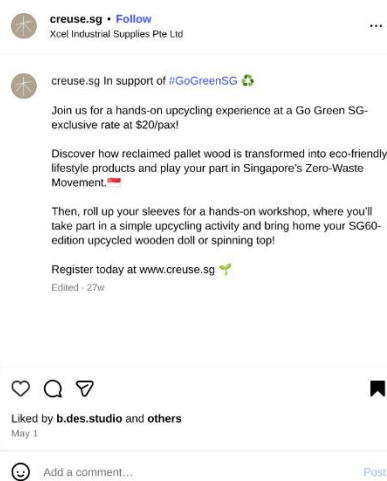 creuse.sg • Follow
Xcel Industrial Supplies Pte Ltd
creuse.sg In support of #GoGreenSG ♻️
Join us for a hands-on upcycling experience at a Go Green SG-
exclusive rate at $20/pax!
Discover how reclaimed pallet wood is transformed into eco-friendly
lifestyle products and play your part in Singapore's Zero-Waste
Movement.🇸🇬
Then, roll up your sleeves for a hands-on workshop, where you'll
take part in a simple upcycling activity and bring home your SG60-
edition upcycled wooden doll or spinning top!
Register today at www.creuse.sg 🌱
Edited · 27w
Liked by b.des.studio and others
May 1
Add a comment...
Post